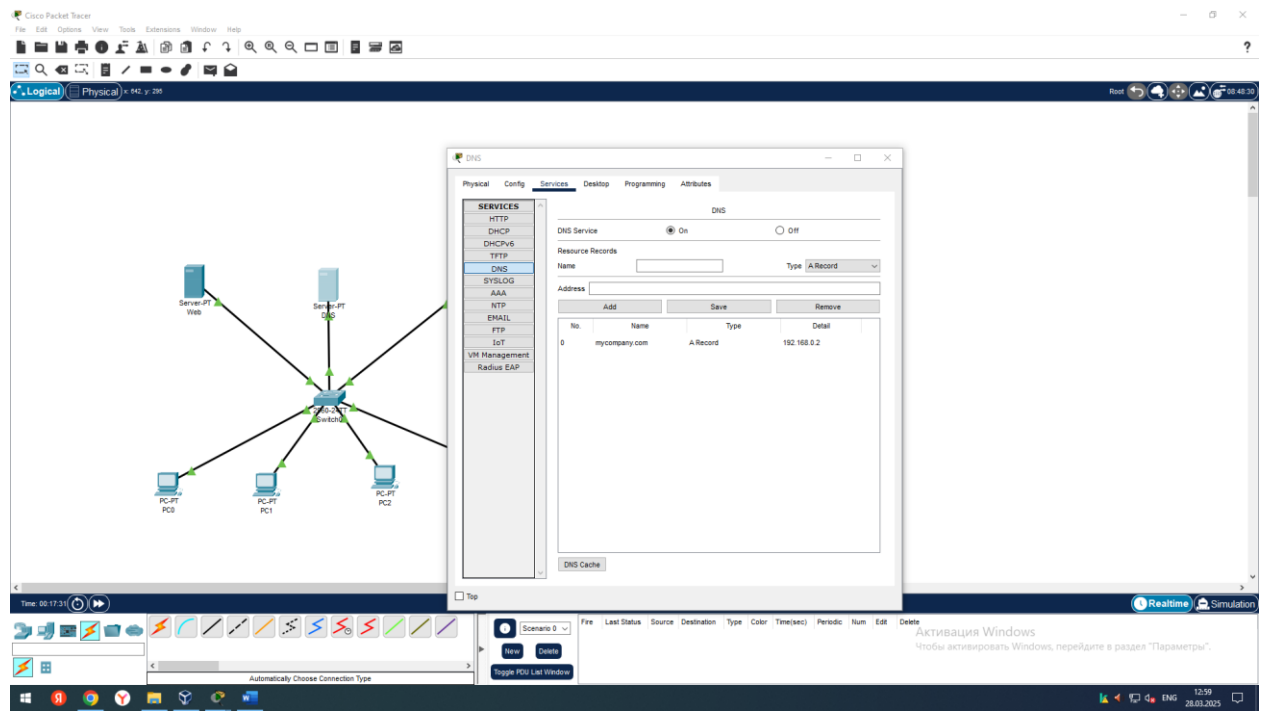 Cisco Packet Tracer
File Edit Options View Tools Extensions Window Help
?
Logical Physical x: 642, y: 295 Root 08:48:30
DNS
Physical Config Services Desktop Programming Attributes
SERVICES
HTTP
DHCP
DHCPv6
TFTP
DNS
SYSLOG
AAA
NTP
EMAIL
FTP
IoT
VM Management
Radius EAP
DNS
DNS Service On Off
Resource Records
Name Type A Record
Address
Add Save Remove
No. Name Type Detail
0 mycompany.com A Record 192.168.0.2
DNS Cache
Top
Server-PT
Web
Server-PT
DNS
2960-24TT
Switch0
PC-PT
PC0
PC-PT
PC1
PC-PT
PC2
Time: 00:17:31 Realtime Simulation
Scenario 0
New Delete
Toggle PDU List Window
Fire Last Status Source Destination Type Color Time(sec) Periodic Num Edit Delete
Automatically Choose Connection Type
Активация Windows
Чтобы активировать Windows, перейдите в раздел "Параметры".
ENG 12:59
28.03.2025